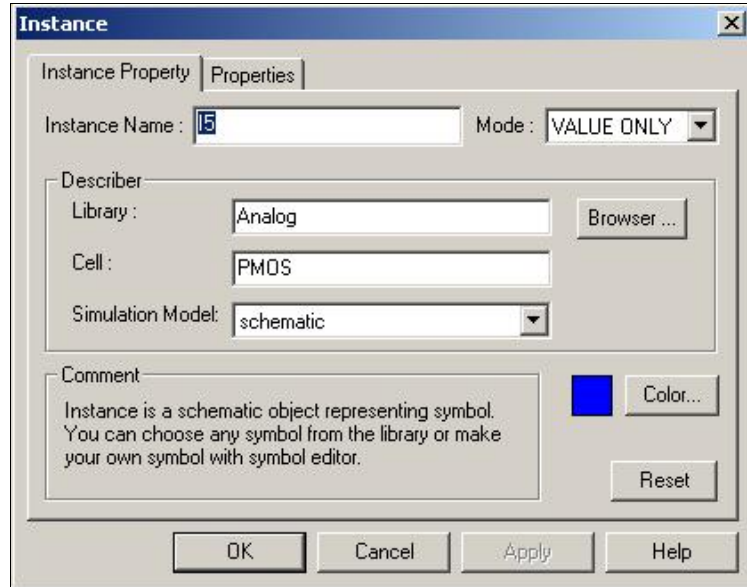 Instance
Instance Property Properties
Instance Name : I5 Mode : VALUE ONLY
Describer
Library : Analog Browser ...
Cell : PMOS
Simulation Model: schematic
Comment
Instance is a schematic object representing symbol.
You can choose any symbol from the library or make
your own symbol with symbol editor.
Color...
Reset
OK Cancel Apply Help